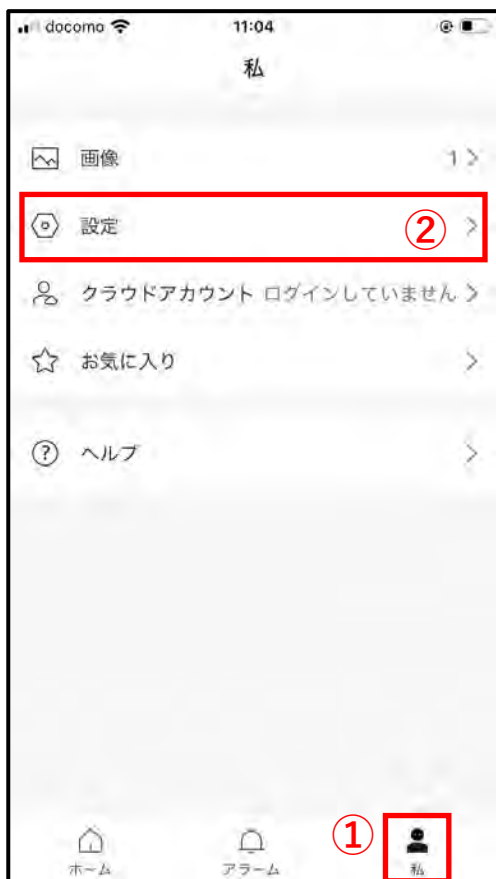 docomo 11:04
私
画像 1
設定 ②
クラウドアカウント ログインしていません
お気に入り
ヘルプ
①
ホーム アラーム 私